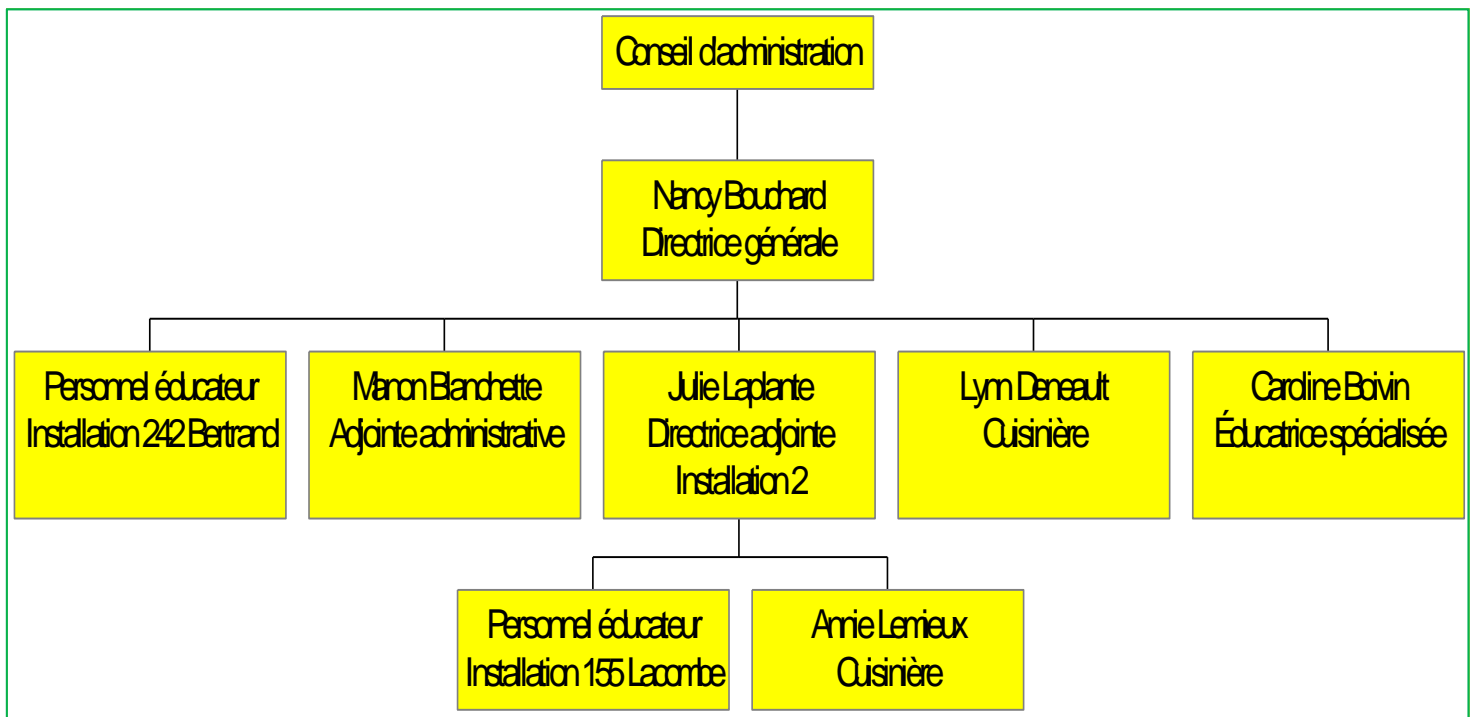 Conseil d'administration
Nancy Bouchard
Directrice générale
Personnel éducateur
Installation 242 Bertrand
Manon Blanchette
Adjointe administrative
Julie Laplante
Directrice adjointe
Installation 2
Lynn Deneault
Cuisinière
Caroline Boivin
Éducatrice spécialisée
Personnel éducateur
Installation 155 Lacombe
Annie Lemieux
Cuisinière